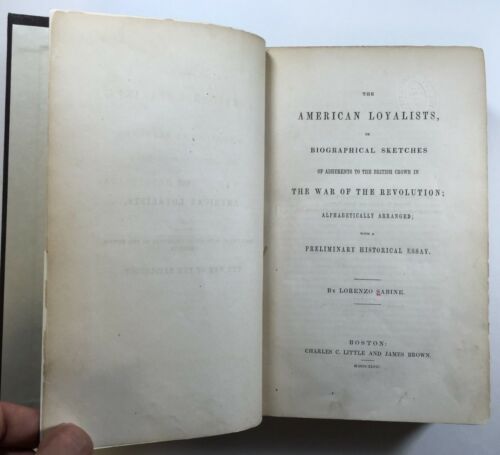 THE
AMERICAN LOYALISTS,
OR
BIOGRAPHICAL SKETCHES
OF ADHERENTS TO THE BRITISH CROWN IN
THE WAR OF THE REVOLUTION;
ALPHABETICALLY ARRANGED;
WITH A
PRELIMINARY HISTORICAL ESSAY.
BY LORENZO SABINE.
BOSTON:
CHARLES C. LITTLE AND JAMES BROWN.